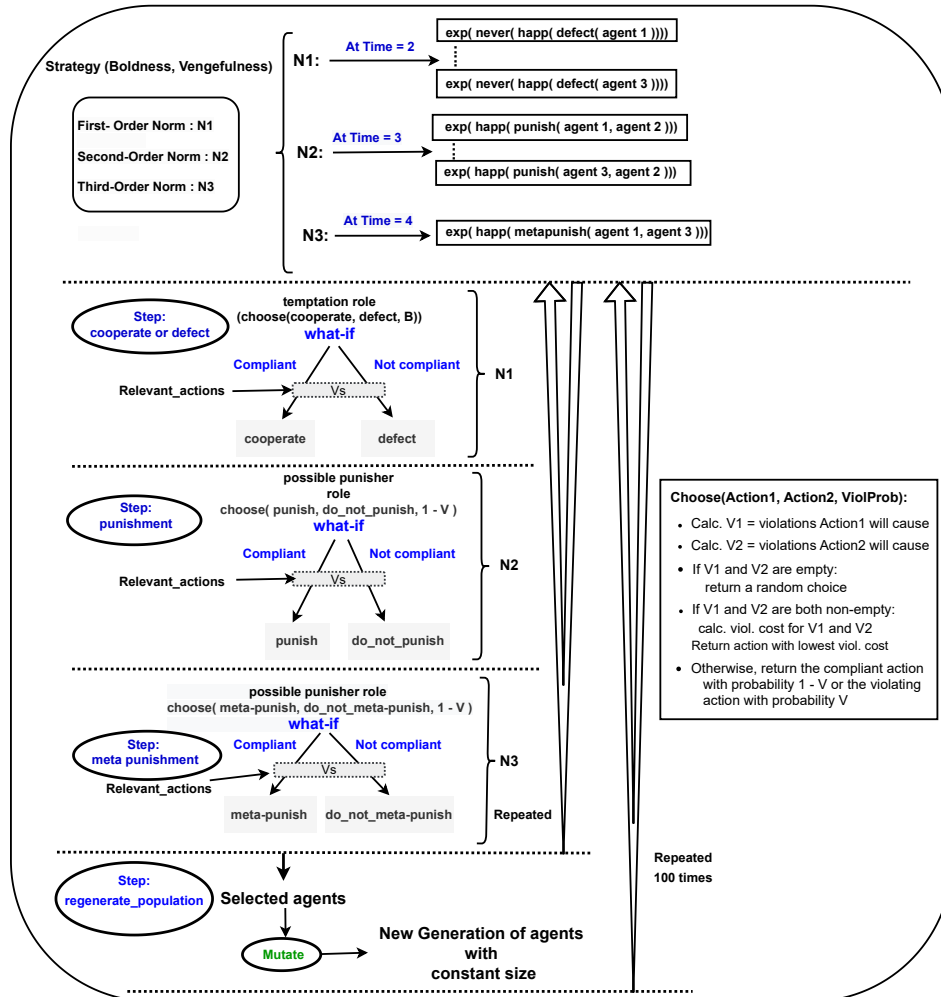 Strategy (Boldness, Vengefulness)
First- Order Norm : N1
Second-Order Norm : N2
Third-Order Norm : N3
N1:
At Time = 2
exp( never( happ( defect( agent 1 ))))
exp( never( happ( defect( agent 3 ))))
N2:
At Time = 3
exp( happ( punish( agent 1, agent 2 )))
exp( happ( punish( agent 3, agent 2 )))
N3:
At Time = 4
exp( happ( metapunish( agent 1, agent 3 )))
Step:
cooperate or defect
temptation role
(choose(cooperate, defect, B))
what-if
Compliant
Not compliant
Relevant_actions
Vs
cooperate
defect
N1
Step:
punishment
possible punisher
role
choose( punish, do_not_punish, 1 - V )
what-if
Compliant
Not compliant
Relevant_actions
Vs
punish
do_not_punish
N2
Step:
meta punishment
possible punisher role
choose( meta-punish, do_not_meta-punish, 1 - V )
what-if
Compliant
Not compliant
Relevant_actions
Vs
meta-punish
do_not_meta-punish
N3
Repeated
Step:
regenerate_population
Selected agents
Mutate
New Generation of agents
with
constant size
Repeated
100 times
Choose(Action1, Action2, ViolProb):
• Calc. V1 = violations Action1 will cause
• Calc. V2 = violations Action2 will cause
• If V1 and V2 are empty:
return a random choice
• If V1 and V2 are both non-empty:
calc. viol. cost for V1 and V2
Return action with lowest viol. cost
• Otherwise, return the compliant action
with probability 1 - V or the violating
action with probability V